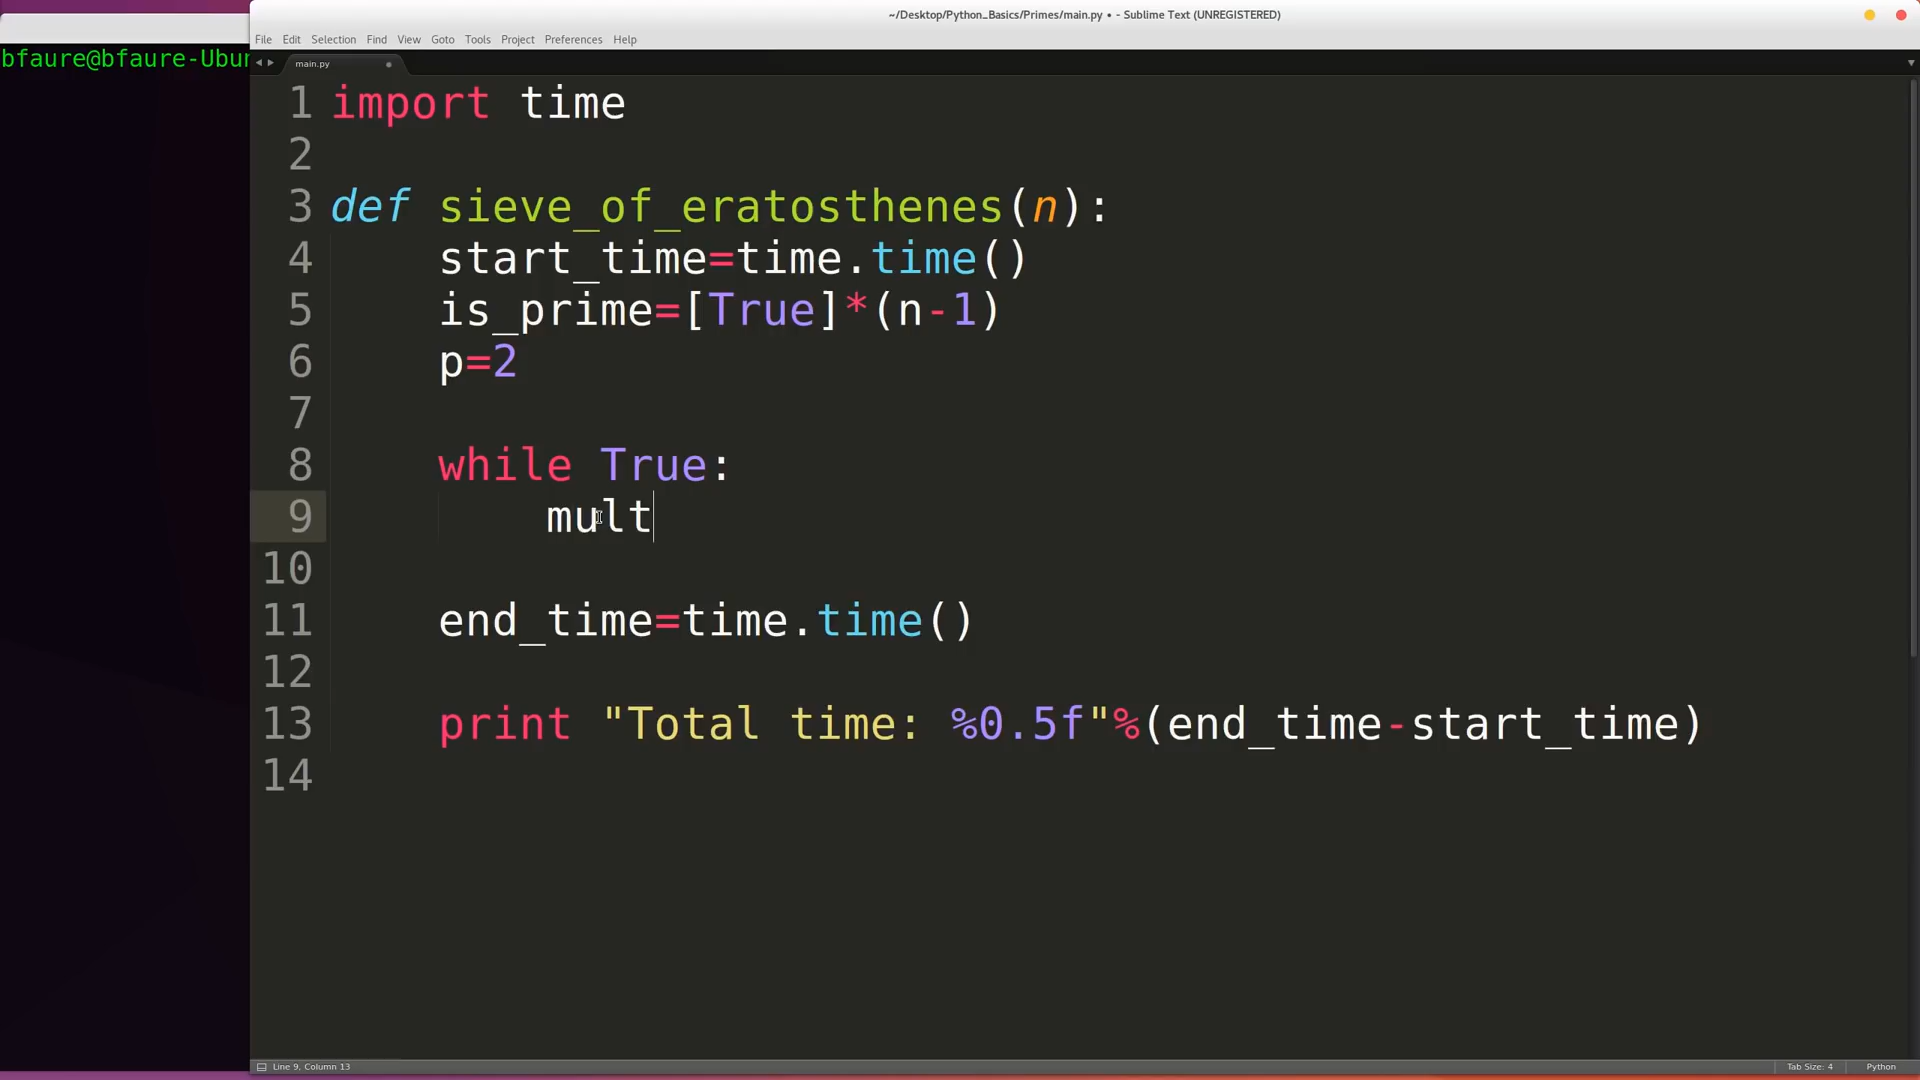 ~/Desktop/Python_Basics/Primes/main.py • - Sublime Text (UNREGISTERED)
File Edit Selection Find View Goto Tools Project Preferences Help
bfaure@bfaure-Ubun
main.py
1 import time
2
3 def sieve_of_eratosthenes(n):
4 start_time=time.time()
5 is_prime=[True]*(n-1)
6 p=2
7
8 while True:
9 mult
10
11 end_time=time.time()
12
13 print "Total time: %0.5f"%(end_time-start_time)
14
Line 9, Column 13
Tab Size: 4
Python